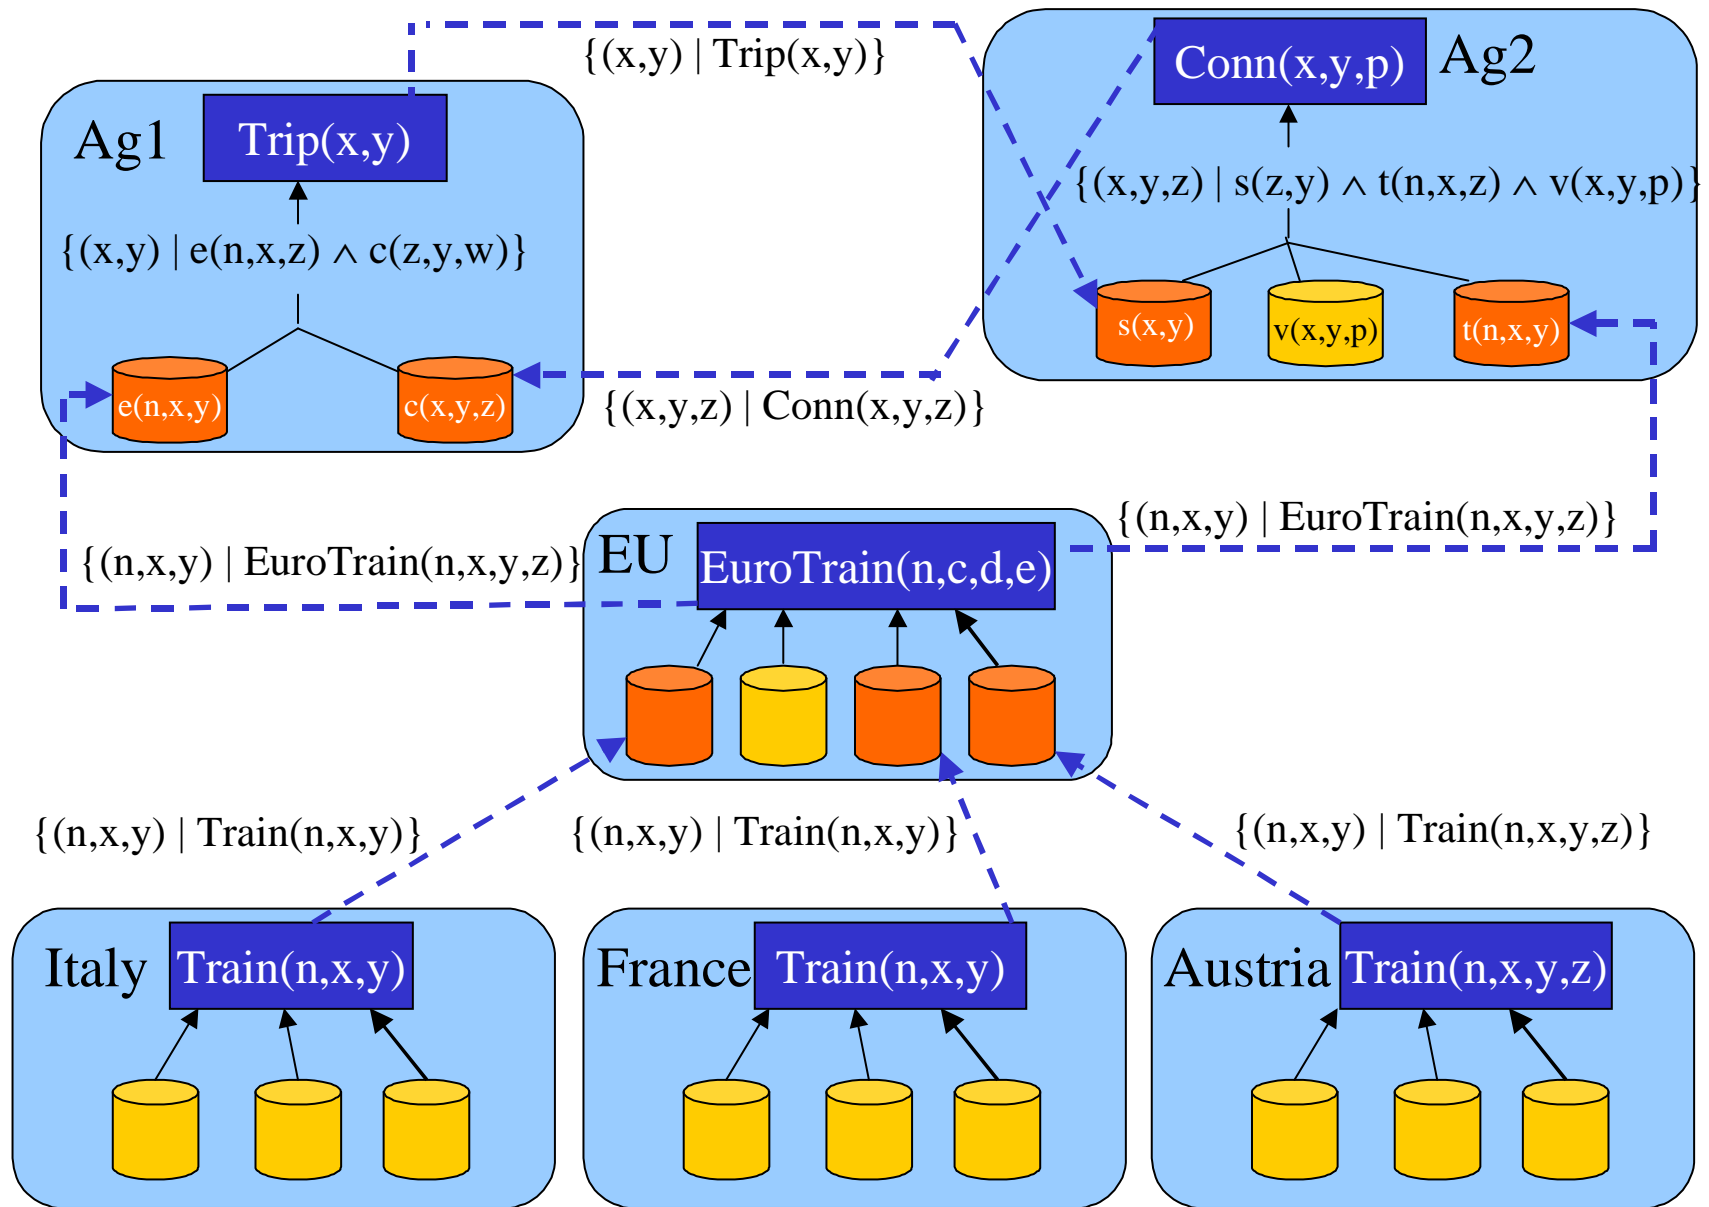 {(x,y) | Trip(x,y)}
Conn(x,y,p)
Ag2
Ag1
Trip(x,y)
{(x,y,z) | s(z,y) ∧ t(n,x,z) ∧ v(x,y,p)}
{(x,y) | e(n,x,z) ∧ c(z,y,w)}
s(x,y)
v(x,y,p)
t(n,x,y)
e(n,x,y)
c(x,y,z)
{(x,y,z) | Conn(x,y,z)}
{(n,x,y) | EuroTrain(n,x,y,z)}
{(n,x,y) | EuroTrain(n,x,y,z)}
EU
EuroTrain(n,c,d,e)
{(n,x,y) | Train(n,x,y)}
{(n,x,y) | Train(n,x,y)}
{(n,x,y) | Train(n,x,y,z)}
Italy
Train(n,x,y)
France
Train(n,x,y)
Austria
Train(n,x,y,z)